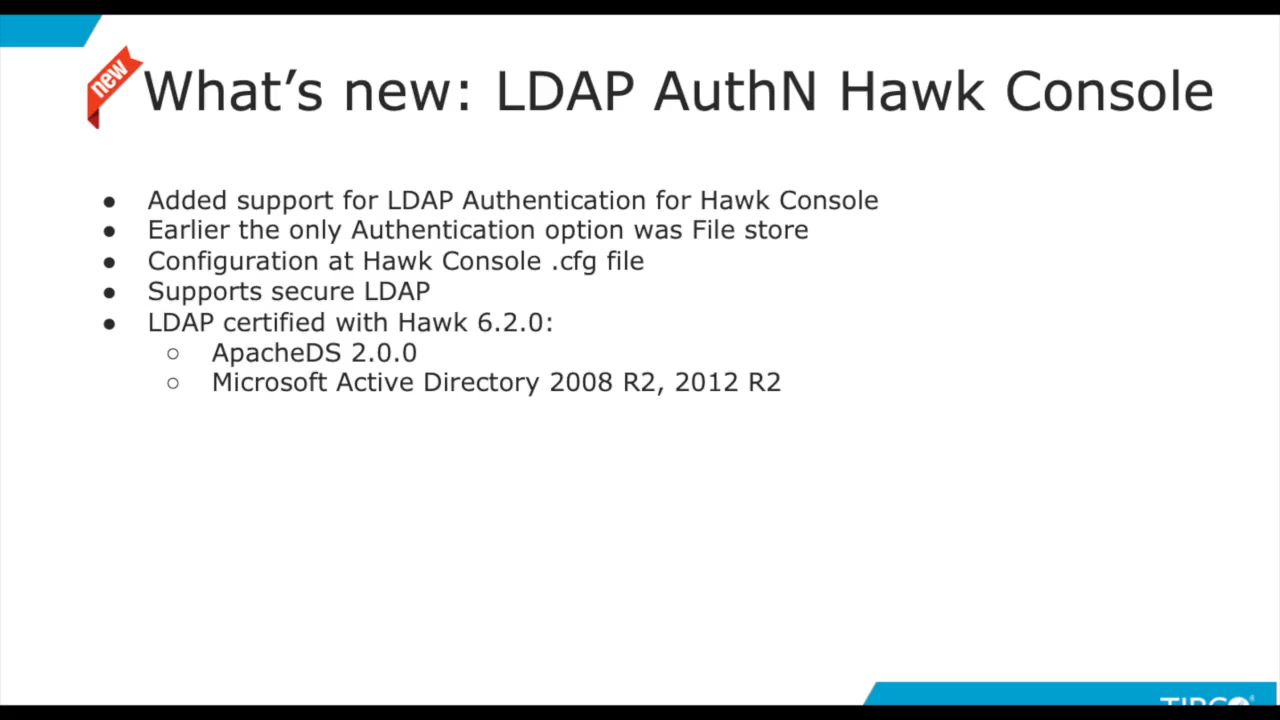 new
What's new: LDAP AuthN Hawk Console
● Added support for LDAP Authentication for Hawk Console
● Earlier the only Authentication option was File store
● Configuration at Hawk Console .cfg file
● Supports secure LDAP
● LDAP certified with Hawk 6.2.0:
○ ApacheDS 2.0.0
○ Microsoft Active Directory 2008 R2, 2012 R2